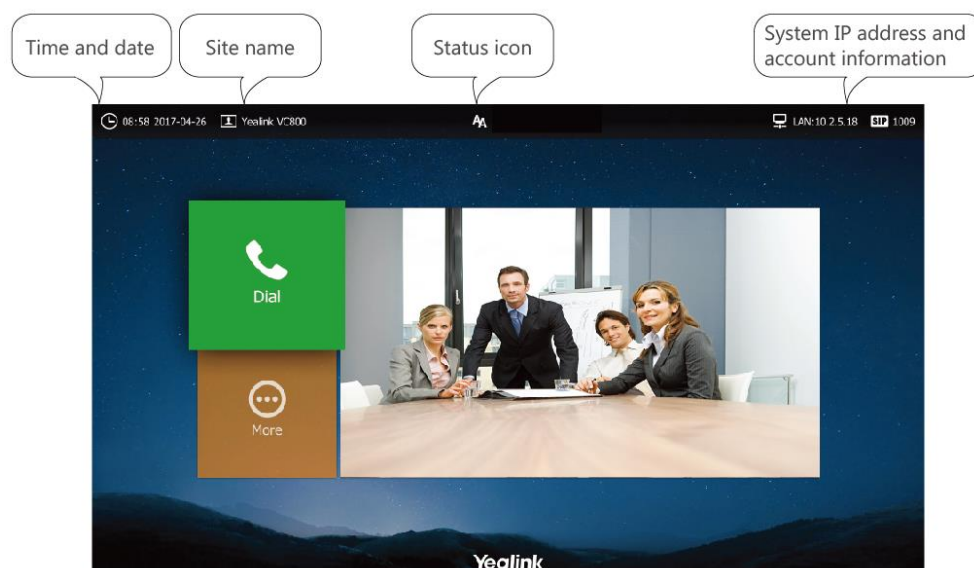 Time and date
Site name
Status icon
System IP address and
account information
08:58 2017-04-26 Yealink VC800 AA LAN:10.2.5.18 SIP 1009
Dial
More
Yealink